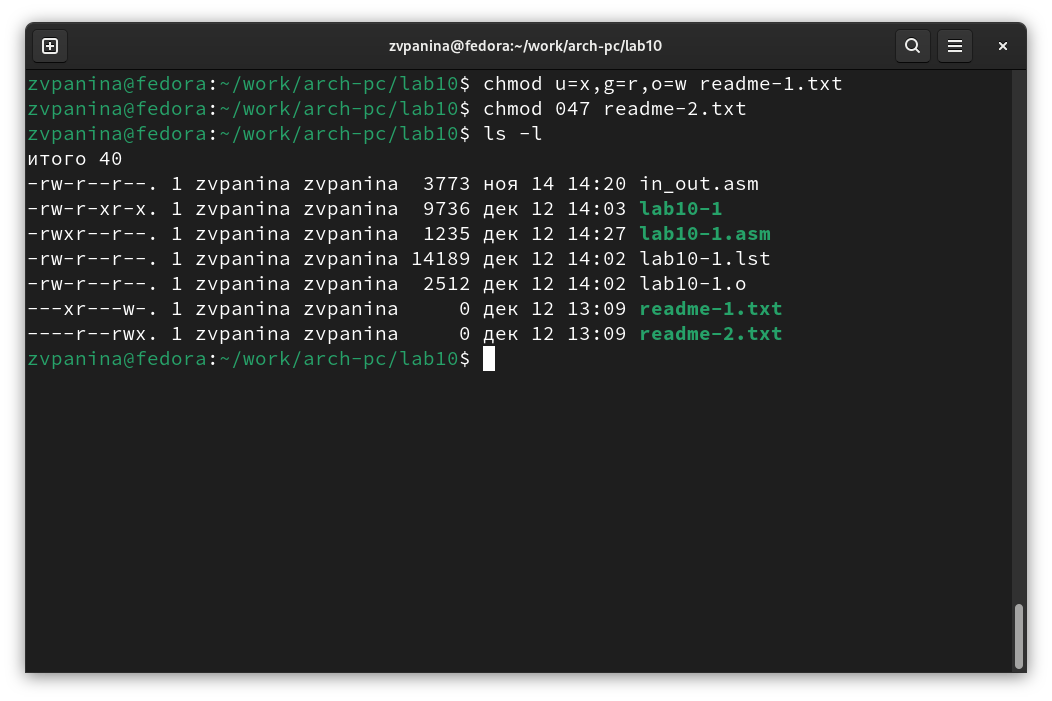 zvpanina@fedora:~/work/arch-pc/lab10
zvpanina@fedora:~/work/arch-pc/lab10$ chmod u=x,g=r,o=w readme-1.txt
zvpanina@fedora:~/work/arch-pc/lab10$ chmod 047 readme-2.txt
zvpanina@fedora:~/work/arch-pc/lab10$ ls -l
итого 40
-rw-r--r--. 1 zvpanina zvpanina  3773 ноя 14 14:20 in_out.asm
-rw-r-xr-x. 1 zvpanina zvpanina  9736 дек 12 14:03 lab10-1
-rwxr--r--. 1 zvpanina zvpanina  1235 дек 12 14:27 lab10-1.asm
-rw-r--r--. 1 zvpanina zvpanina 14189 дек 12 14:02 lab10-1.lst
-rw-r--r--. 1 zvpanina zvpanina  2512 дек 12 14:02 lab10-1.o
---xr---w-. 1 zvpanina zvpanina     0 дек 12 13:09 readme-1.txt
----r--rwx. 1 zvpanina zvpanina     0 дек 12 13:09 readme-2.txt
zvpanina@fedora:~/work/arch-pc/lab10$